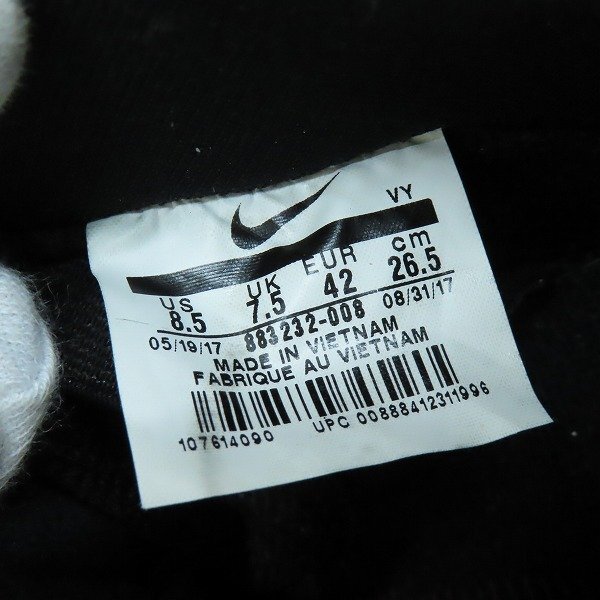 VY
US UK EUR cm
8.5 7.5 42 26.5
05/19/17 883232-008 08/31/17
MADE IN VIETNAM
FABRIQUE AU VIETNAM
107614090 UPC 00888412311996